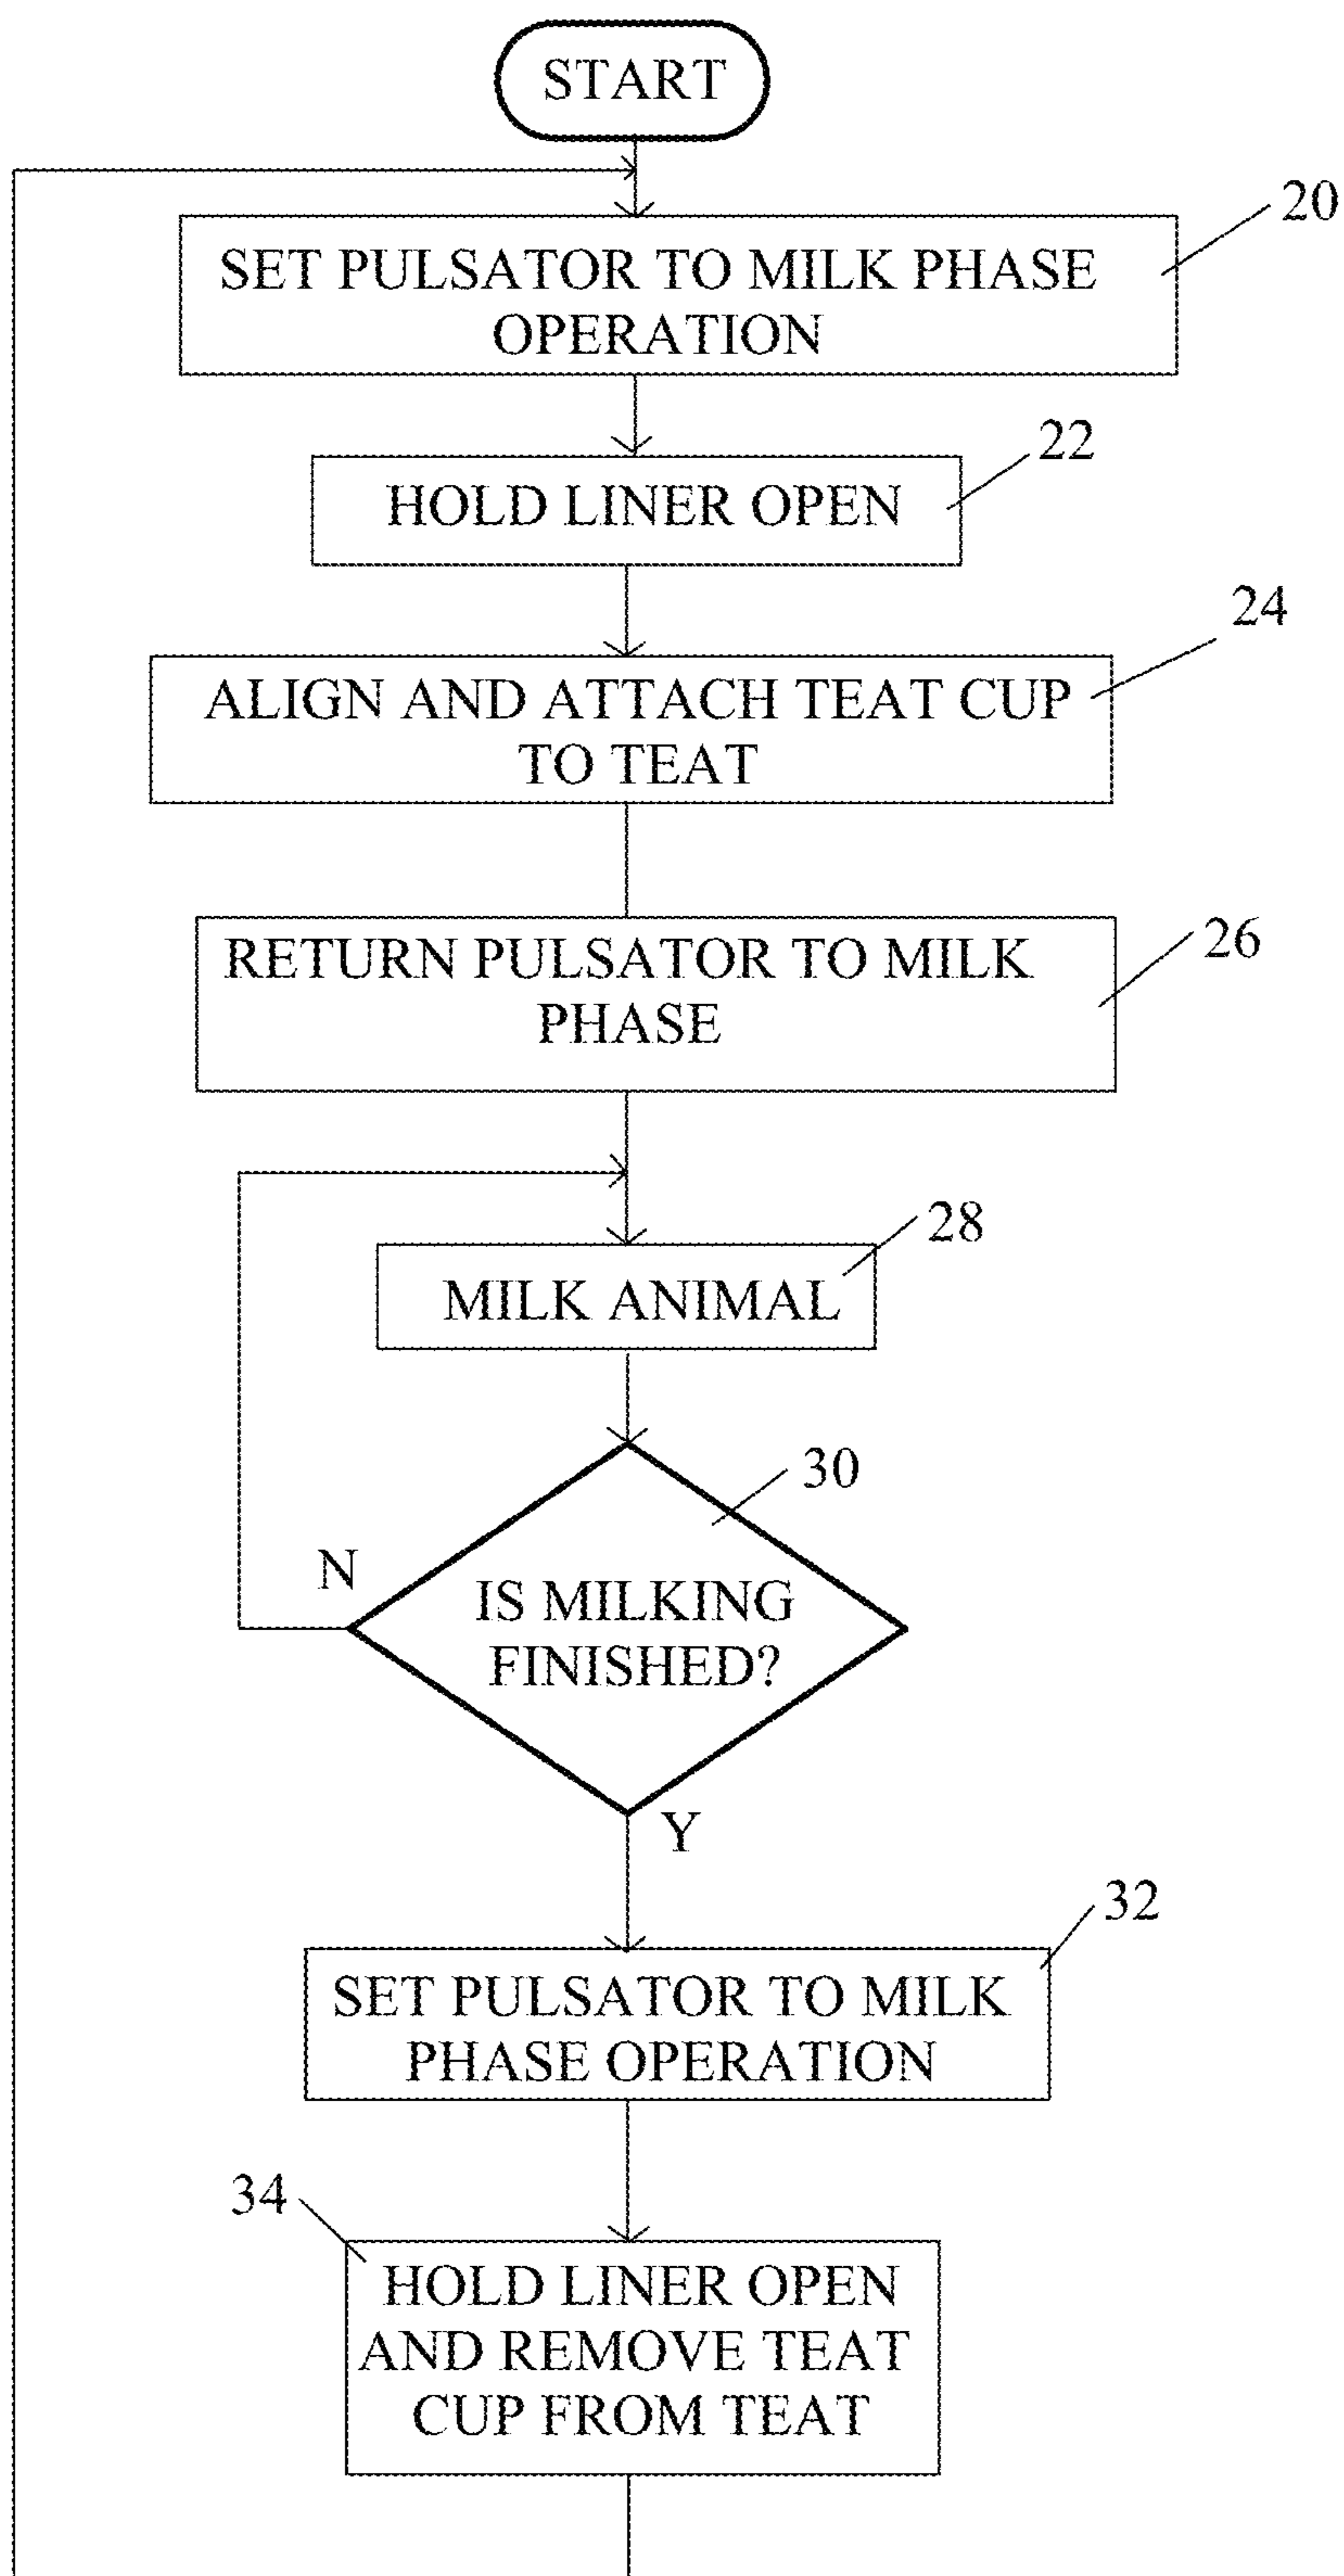 START
20
SET PULSATOR TO MILK PHASE
OPERATION
22
HOLD LINER OPEN
24
ALIGN AND ATTACH TEAT CUP
TO TEAT
26
RETURN PULSATOR TO MILK
PHASE
28
MILK ANIMAL
30
N
IS MILKING
FINISHED?
Y
32
SET PULSATOR TO MILK
PHASE OPERATION
34
HOLD LINER OPEN
AND REMOVE TEAT
CUP FROM TEAT